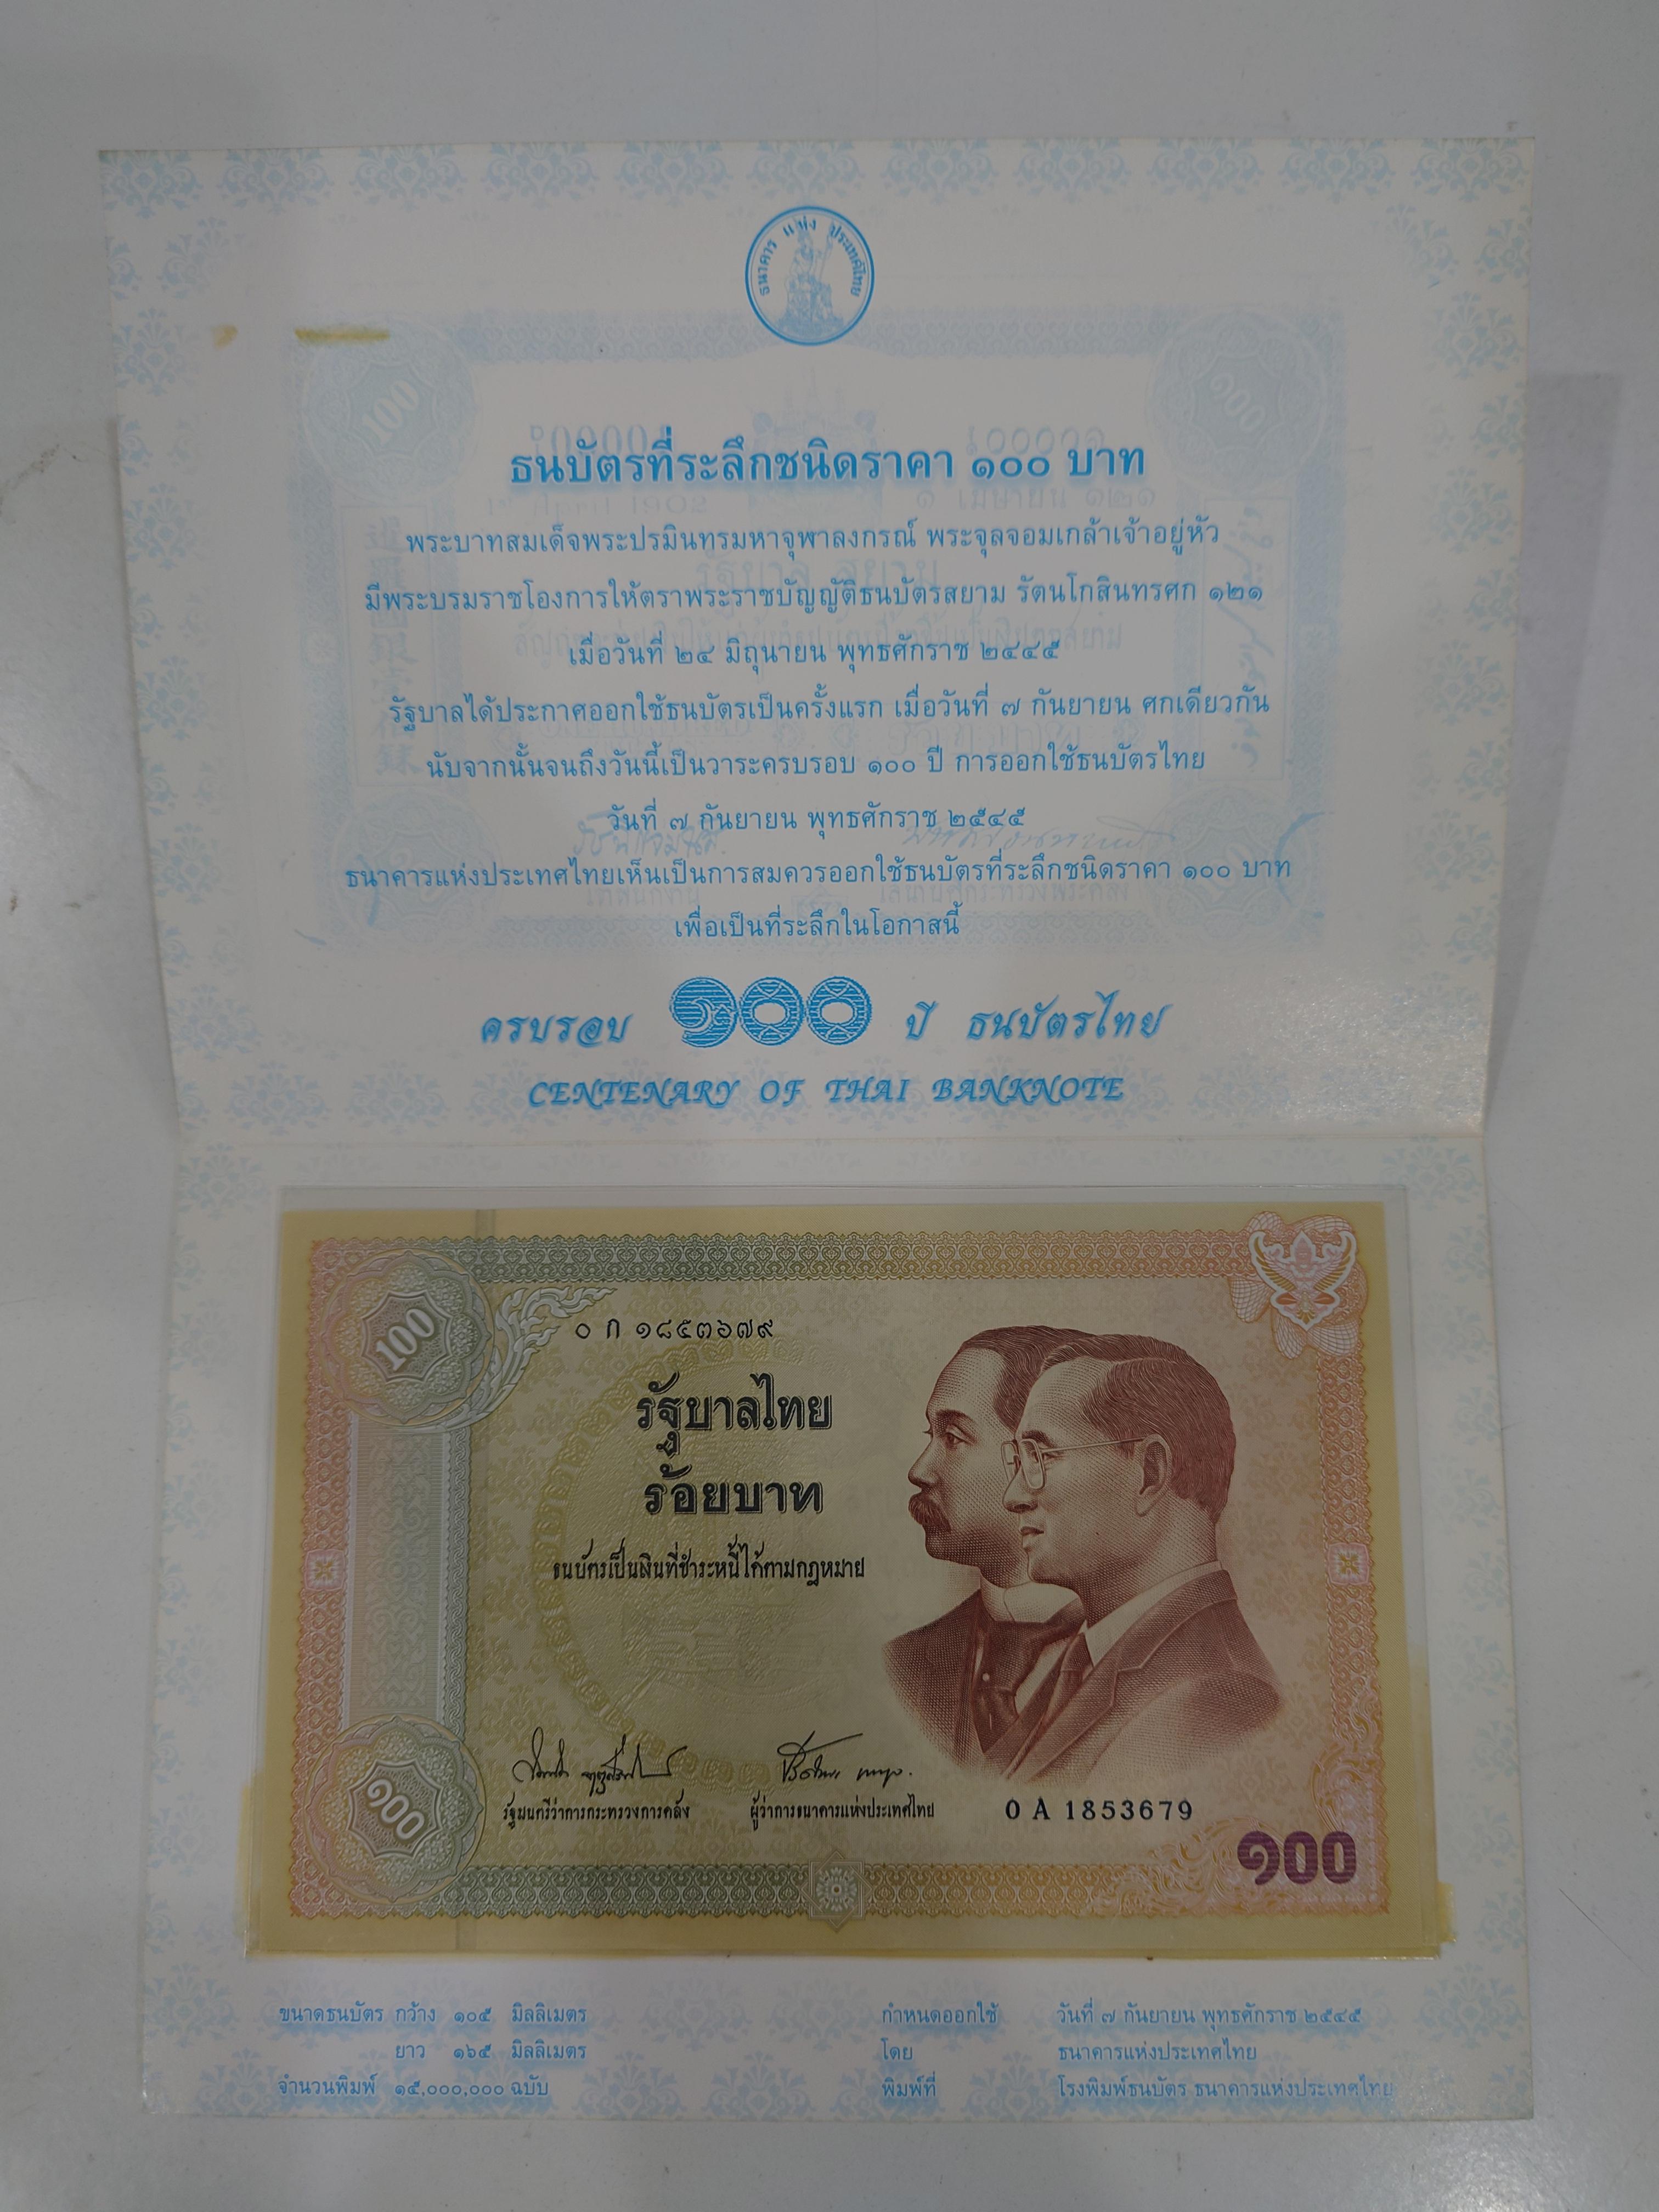 ธนาคาร แห่ง ประเทศไทย
ธนบัตรที่ระลึกชนิดราคา ๑๐๐ บาท
พระบาทสมเด็จพระปรมินทรมหาจุฬาลงกรณ์ พระจุลจอมเกล้าเจ้าอยู่หัว
มีพระบรมราชโองการให้ตราพระราชบัญญัติธนบัตรสยาม รัตนโกสินทรศก ๑๒๑
เมื่อวันที่ ๒๔ มิถุนายน พุทธศักราช ๒๔๔๕
รัฐบาลได้ประกาศออกใช้ธนบัตรเป็นครั้งแรก เมื่อวันที่ ๗ กันยายน ศกเดียวกัน
นับจากนั้นจนถึงวันนี้เป็นวาระครบรอบ ๑๐๐ ปี การออกใช้ธนบัตรไทย
วันที่ ๗ กันยายน พุทธศักราช ๒๕๔๕
ธนาคารแห่งประเทศไทยเห็นเป็นการสมควรออกใช้ธนบัตรที่ระลึกชนิดราคา ๑๐๐ บาท
เพื่อเป็นที่ระลึกในโอกาสนี้
ครบรอบ ๑๐๐ ปี ธนบัตรไทย
CENTENARY OF THAI BANKNOTE
100
๐ ก ๑๘๕๓๖๗๙
รัฐบาลไทย
ร้อยบาท
ธนบัตรเป็นเงินที่ชำระหนี้ได้ตามกฎหมาย
รัฐมนตรีว่าการกระทรวงการคลัง ผู้ว่าการธนาคารแห่งประเทศไทย 0 A 1853679
๑๐๐
๑๐๐
ขนาดธนบัตร กว้าง ๑๐๕ มิลลิเมตร กำหนดออกใช้ วันที่ ๗ กันยายน พุทธศักราช ๒๕๔๕
ยาว ๑๖๕ มิลลิเมตร โดย ธนาคารแห่งประเทศไทย
จำนวนพิมพ์ ๑๕,๐๐๐,๐๐๐ ฉบับ พิมพ์ที่ โรงพิมพ์ธนบัตร ธนาคารแห่งประเทศไทย